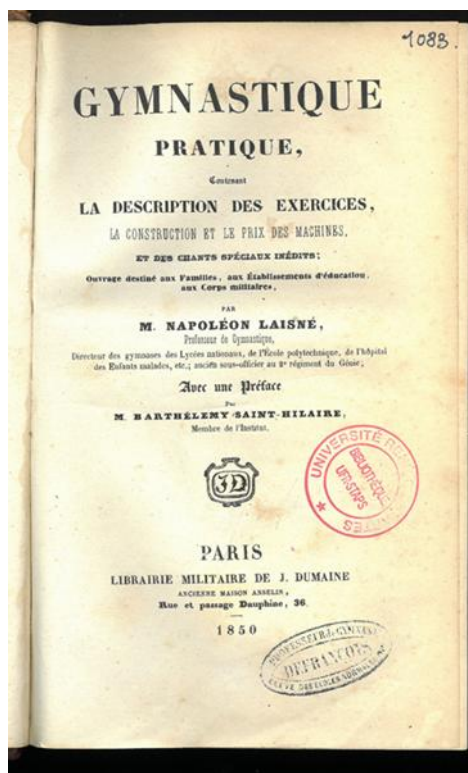 1083.
GYMNASTIQUE
PRATIQUE,
Contenant
LA DESCRIPTION DES EXERCICES,
LA CONSTRUCTION ET LE PRIX DES MACHINES,
ET DES CHANTS SPÉCIAUX INÉDITS;
Ouvrage destiné aux Familles, aux Établissements d'éducation,
aux Corps militaires,
PAR
M. NAPOLÉON LAISNÉ,
Professeur de Gymnastique,
Directeur des gymnases des Lycées nationaux, de l'École polytechnique, de l'hôpital
des Enfants malades, etc.; ancien sous-officier au 2e régiment du Génie;
Avec une Préface
Par
M. BARTHÉLEMY SAINT-HILAIRE,
Membre de l'Institut.
JD
UNIVERSITÉ
BIBLIOTHÈQUE
UFR STAPS
PARIS
LIBRAIRIE MILITAIRE DE J. DUMAINE
ANCIENNE MAISON ANSELIN,
Rue et passage Dauphine, 36.
1850
PROFESSEUR
DEFRANÇOIS